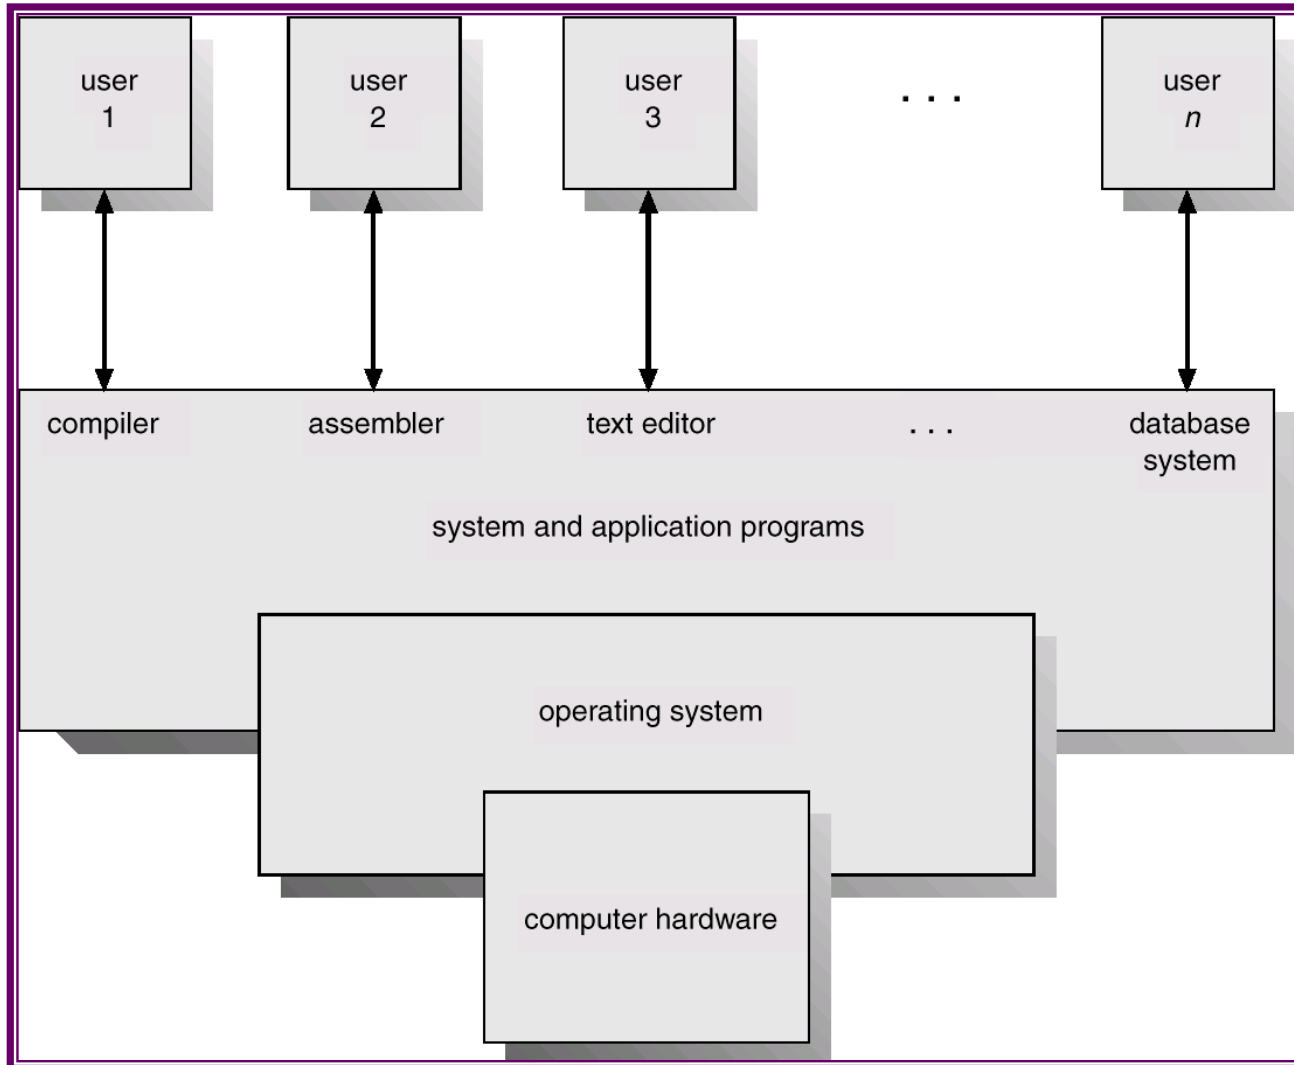 user
1
user
2
user
3
. . .
user
n
compiler
assembler
text editor
. . .
database
system
system and application programs
operating system
computer hardware